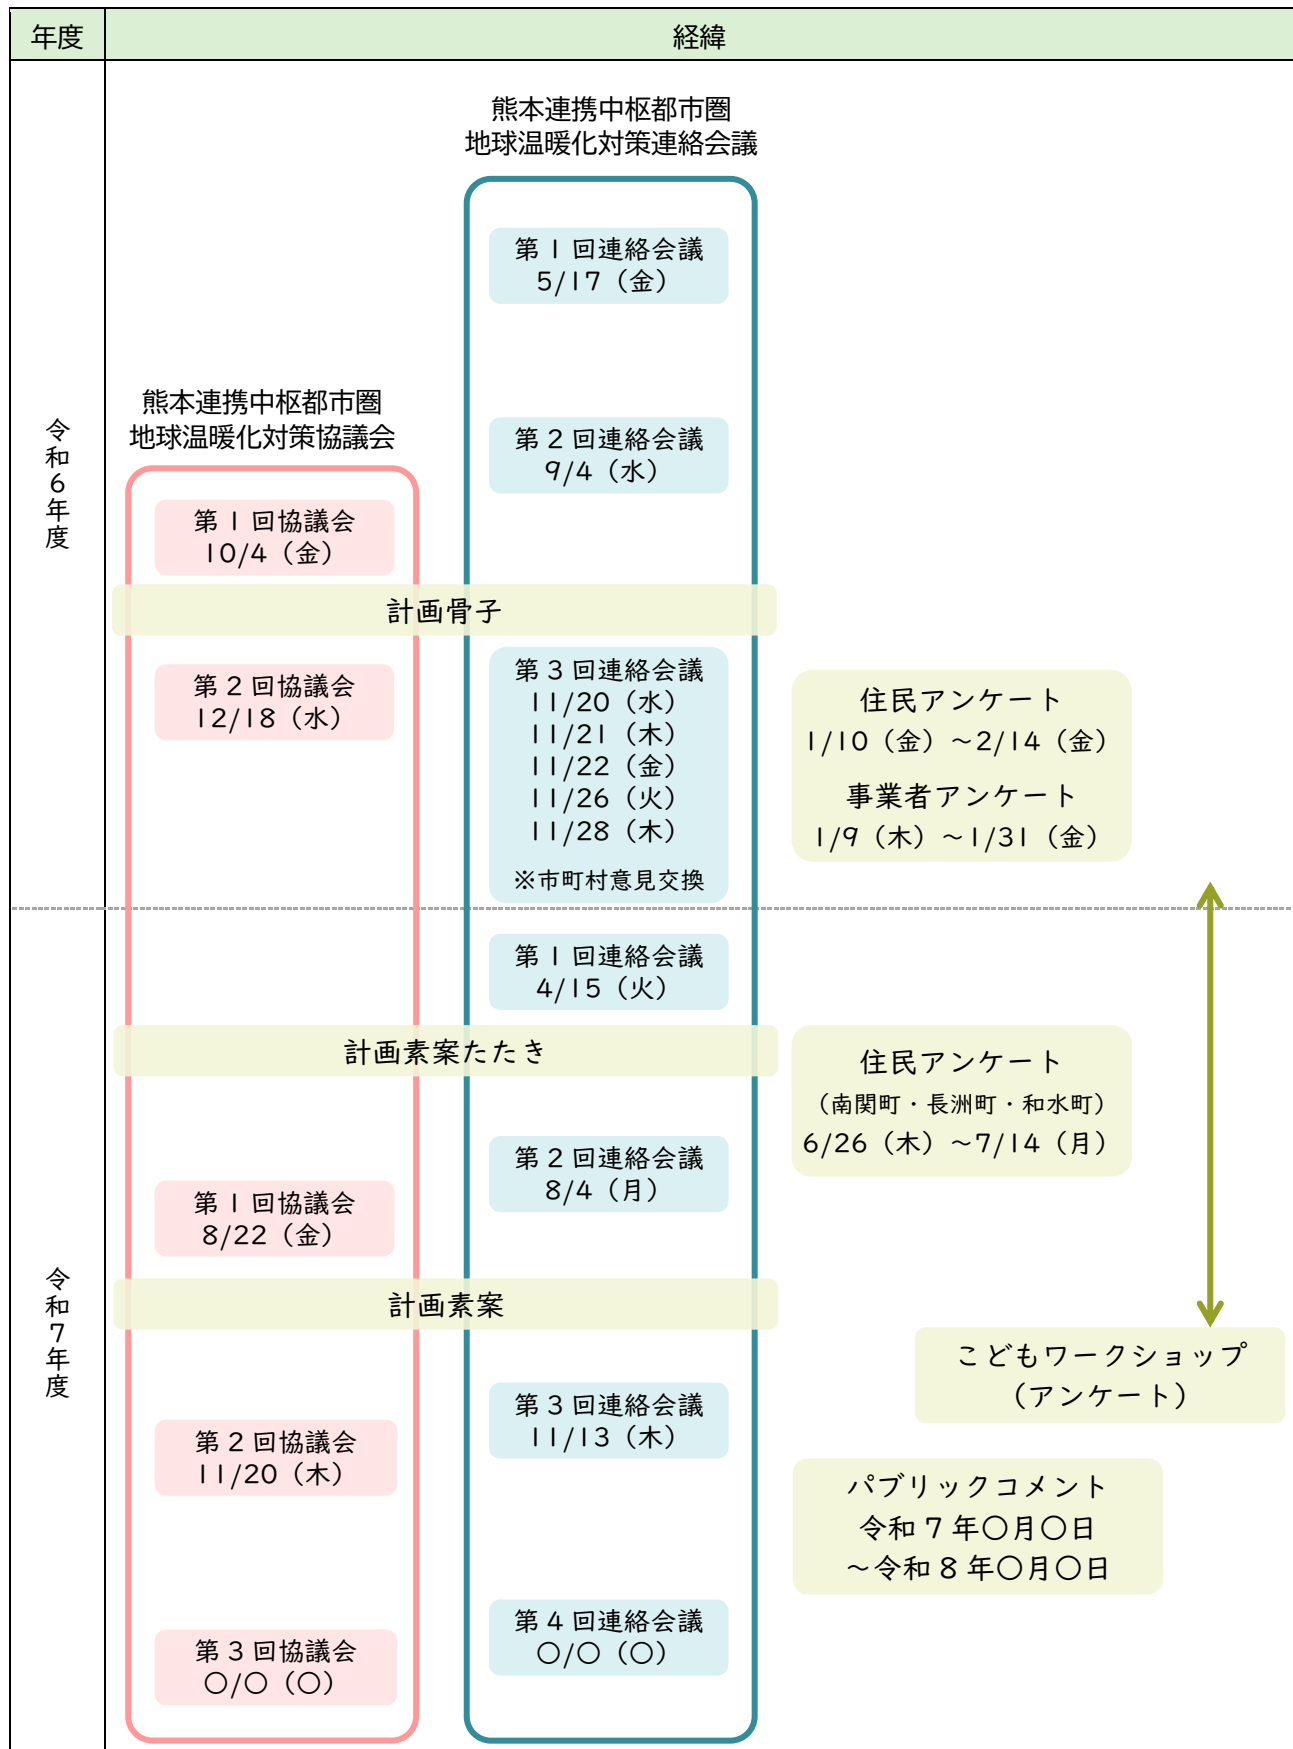 年度
経緯
熊本連携中枢都市圏
地球温暖化対策連絡会議
第1回連絡会議
5/17（金）
熊本連携中枢都市圏
地球温暖化対策協議会
第2回連絡会議
9/4（水）
令和6年度
第1回協議会
10/4（金）
計画骨子
第2回協議会
12/18（水）
第3回連絡会議
11/20（水）
11/21（木）
11/22（金）
11/26（火）
11/28（木）
※市町村意見交換
住民アンケート
1/10（金）～2/14（金）
事業者アンケート
1/9（木）～1/31（金）
第1回連絡会議
4/15（火）
計画素案たたき
住民アンケート
（南関町・長洲町・和水町）
6/26（木）～7/14（月）
第2回連絡会議
8/4（月）
第1回協議会
8/22（金）
令和7年度
計画素案
こどもワークショップ
（アンケート）
第3回連絡会議
11/13（木）
第2回協議会
11/20（木）
パブリックコメント
令和7年〇月〇日
～令和8年〇月〇日
第4回連絡会議
〇/〇（〇）
第3回協議会
〇/〇（〇）